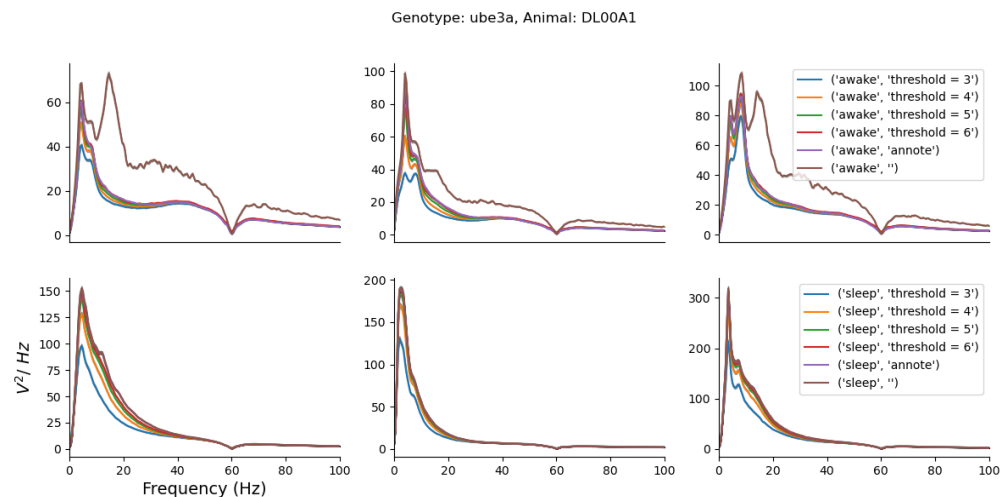 Genotype: ube3a, Animal: DL00A1
60
40
20
0
100
80
60
40
20
0
100
80
60
40
20
0
('awake', 'threshold = 3')
('awake', 'threshold = 4')
('awake', 'threshold = 5')
('awake', 'threshold = 6')
('awake', 'annote')
('awake', '')
V²/ Hz
150
125
100
75
50
25
0
200
150
100
50
0
300
200
100
0
('sleep', 'threshold = 3')
('sleep', 'threshold = 4')
('sleep', 'threshold = 5')
('sleep', 'threshold = 6')
('sleep', 'annote')
('sleep', '')
0 20 40 60 80 100
0 20 40 60 80 100
0 20 40 60 80 100
Frequency (Hz)